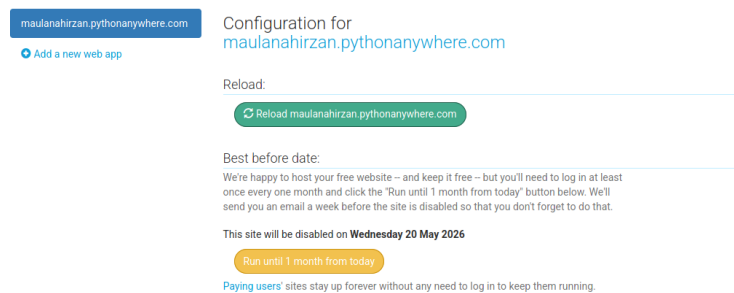 maulanahirzan.pythonanywhere.com
Add a new web app
Configuration for
maulanahirzan.pythonanywhere.com
Reload:
Reload maulanahirzan.pythonanywhere.com
Best before date:
We're happy to host your free website -- and keep it free -- but you'll need to log in at least
once every one month and click the "Run until 1 month from today" button below. We'll
send you an email a week before the site is disabled so that you don't forget to do that.
This site will be disabled on Wednesday 20 May 2026
Run until 1 month from today
Paying users' sites stay up forever without any need to log in to keep them running.